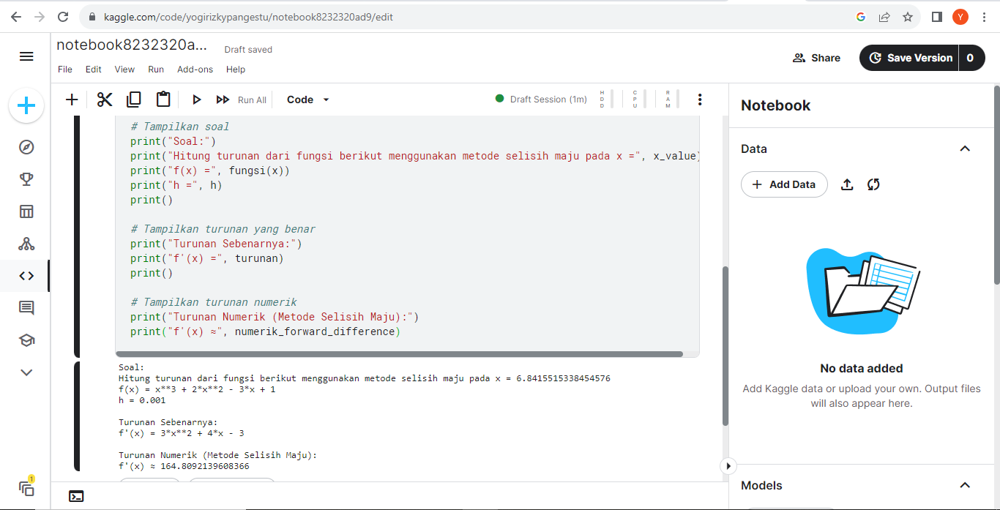 kaggle.com/code/yogirizkypangestu/notebook8232320ad9/edit
G
Y
notebook8232320a...
Draft saved
File Edit View Run Add-ons Help
Share
Save Version 0
Run All
Code
Draft Session (1m)
HDD
CPU
RAM
# Tampilkan soal
print("Soal:")
print("Hitung turunan dari fungsi berikut menggunakan metode selisih maju pada x =", x_value)
print("f(x) =", fungsi(x))
print("h =", h)
print()
# Tampilkan turunan yang benar
print("Turunan Sebenarnya:")
print("f'(x) =", turunan)
print()
# Tampilkan turunan numerik
print("Turunan Numerik (Metode Selisih Maju):")
print("f'(x) ≈", numerik_forward_difference)
Soal:
Hitung turunan dari fungsi berikut menggunakan metode selisih maju pada x = 6.8415515338454576
f(x) = x**3 + 2*x**2 - 3*x + 1
h = 0.001
Turunan Sebenarnya:
f'(x) = 3*x**2 + 4*x - 3
Turunan Numerik (Metode Selisih Maju):
f'(x) ≈ 164.8092139608366
1
Notebook
Data
Add Data
No data added
Add Kaggle data or upload your own. Output files
will also appear here.
Models